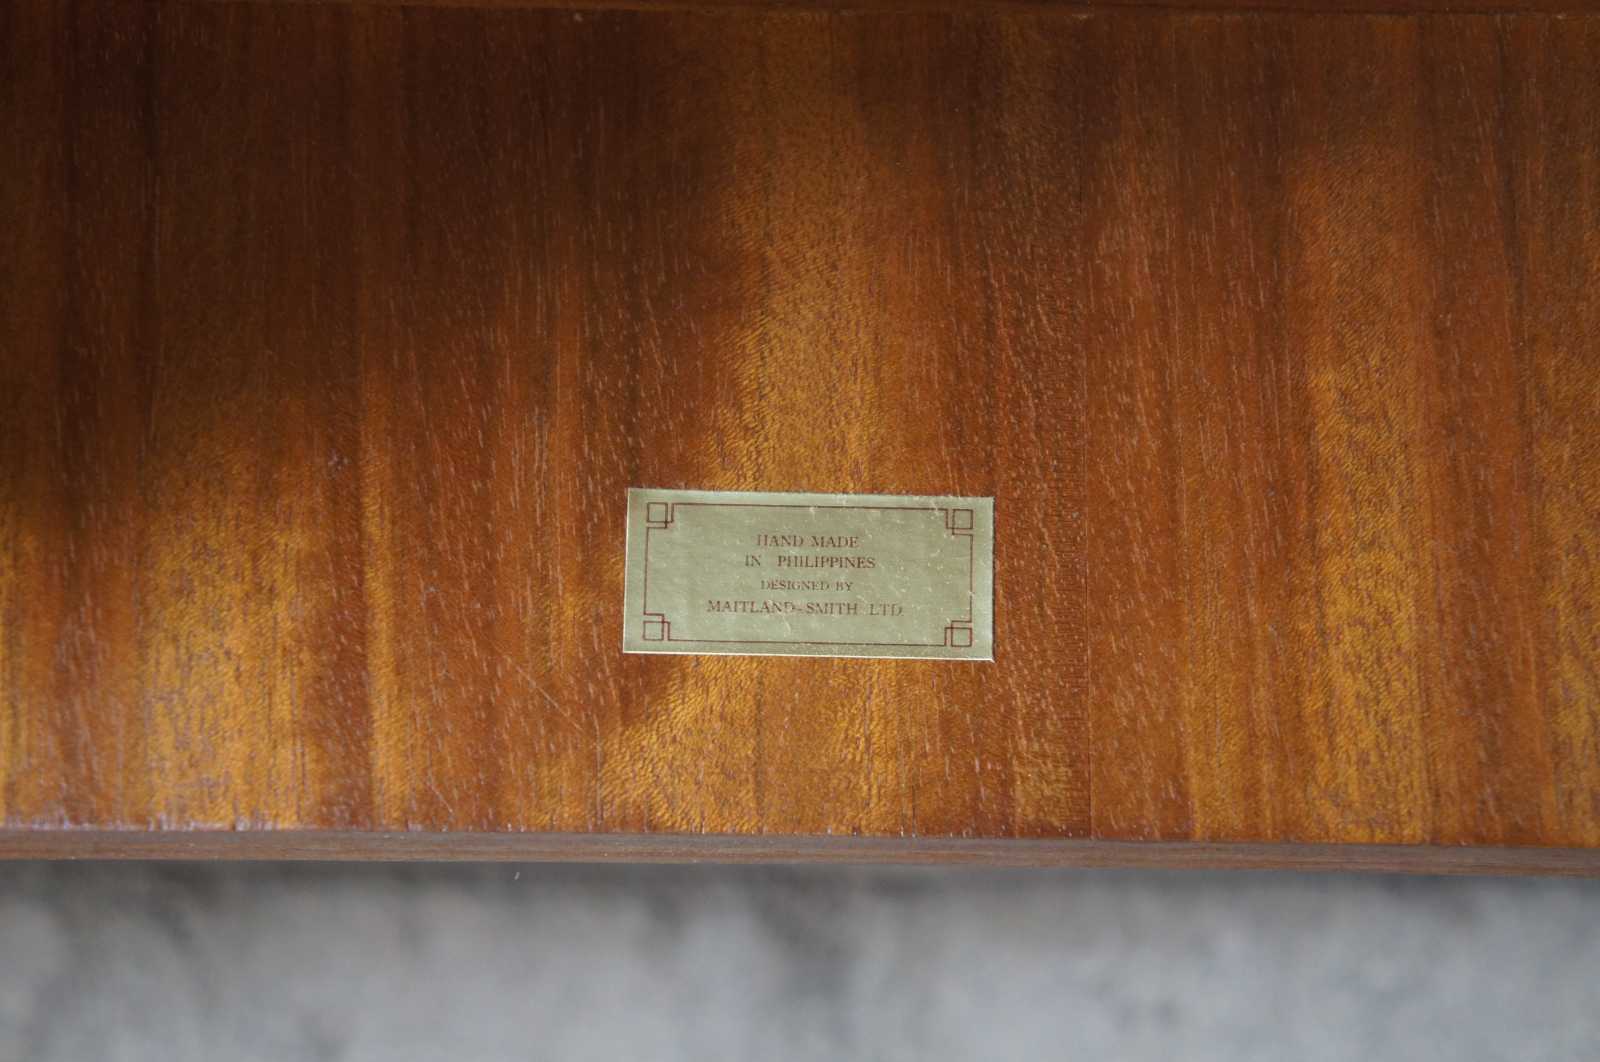 HAND MADE
IN PHILIPPINES
DESIGNED BY
MAITLAND-SMITH LTD.